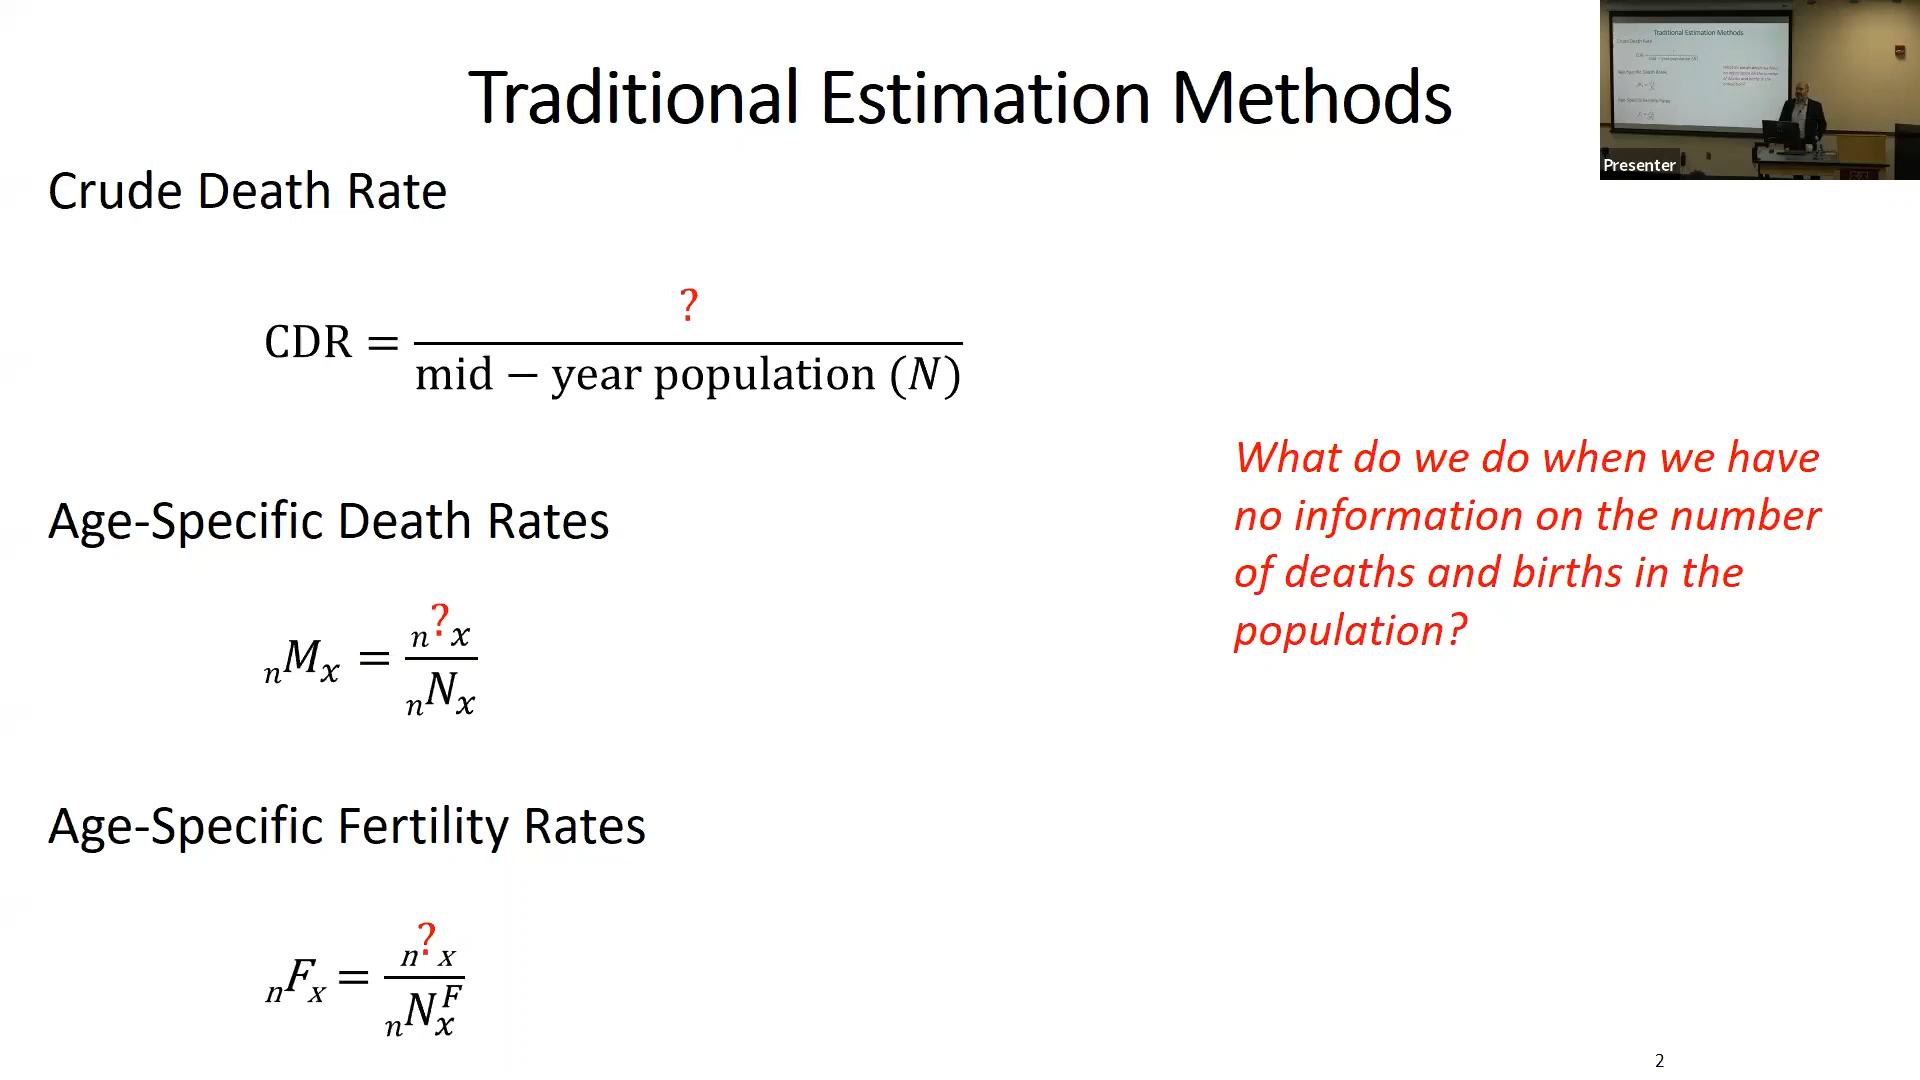 Traditional Estimation Methods
Presenter
Crude Death Rate
CDR = ? / mid − year population (N)
What do we do when we have
no information on the number
of deaths and births in the
population?
Age-Specific Death Rates
nMx = n?x / nNx
Age-Specific Fertility Rates
nFx = n?x / nNxF
2